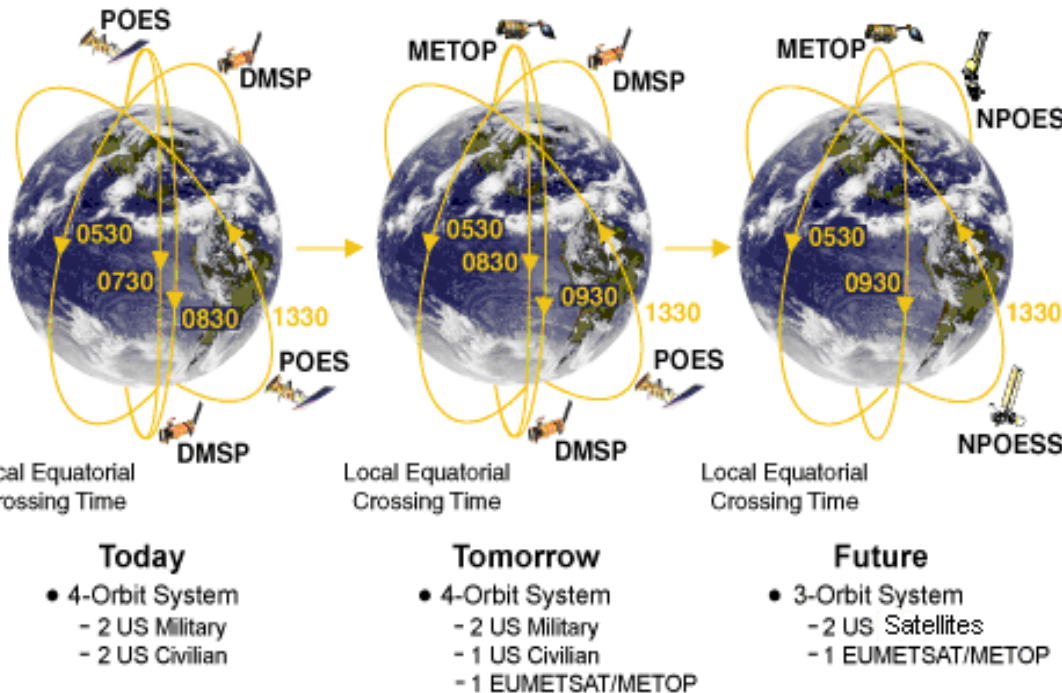 POES
DMSP
0530
0730
0830
1330
POES
DMSP
cal Equatorial
rossing Time
Today
• 4-Orbit System
- 2 US Military
- 2 US Civilian
METOP
DMSP
0530
0830
0930
1330
POES
DMSP
Local Equatorial
Crossing Time
Tomorrow
• 4-Orbit System
- 2 US Military
- 1 US Civilian
- 1 EUMETSAT/METOP
METOP
NPOES
0530
0930
1330
NPOESS
Local Equatorial
Crossing Time
Future
• 3-Orbit System
- 2 US Satellites
- 1 EUMETSAT/METOP